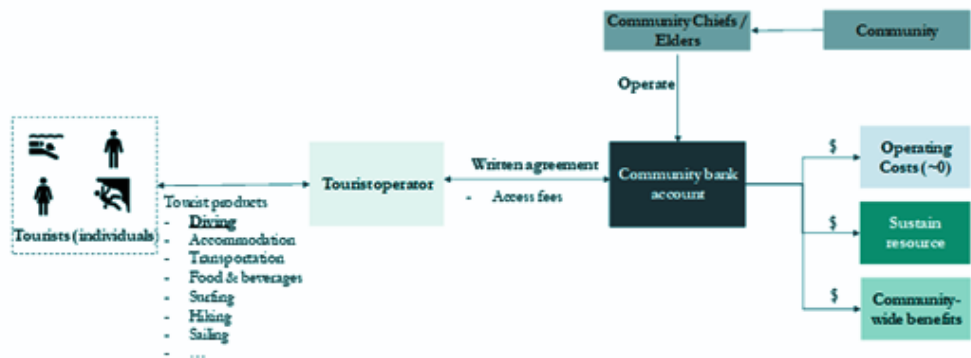 Community Chiefs /
Elders
Community
Operate
Tourists (individuals)
Tourist products
- Diving
- Accommodation
- Transportation
- Food & beverages
- Surfing
- Hiking
- Sailing
- ...
Tourist operator
Written agreement
- Access fees
Community bank
account
$
Operating
Costs (~0)
$
Sustain
resource
$
Community-
wide benefits